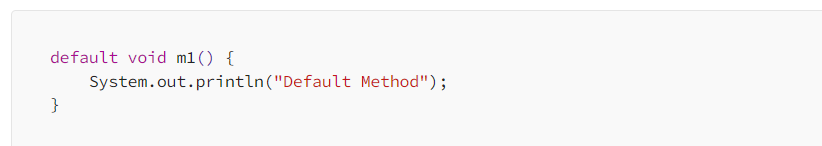 default void m1() {
    System.out.println("Default Method");
}